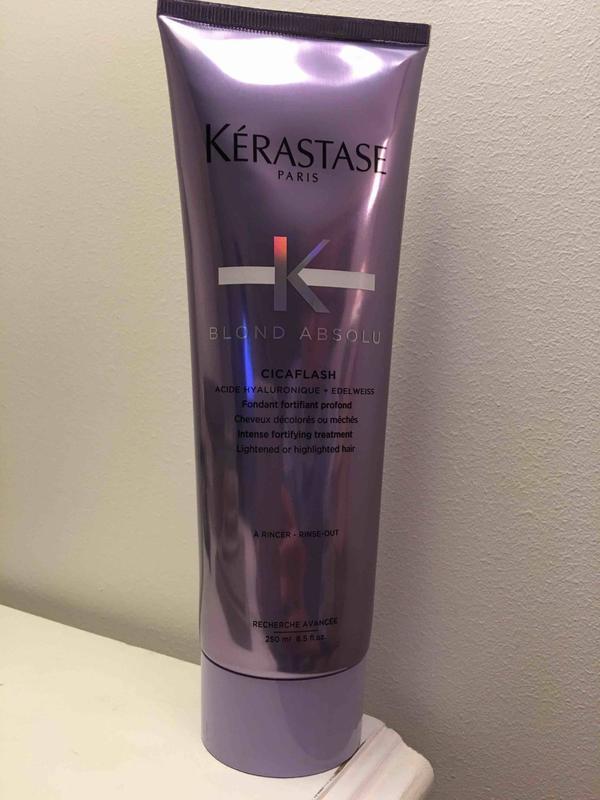 KÉRASTASE
PARIS
K
BLOND ABSOLU
CICAFLASH
ACIDE HYALURONIQUE + EDELWEISS
Fondant fortifiant profond
Cheveux décolorés ou méchés
Intense fortifying treatment
Lightened or highlighted hair
À RINCER - RINSE-OUT
RECHERCHE AVANCÉE
250 ml 8.5 fl.oz.